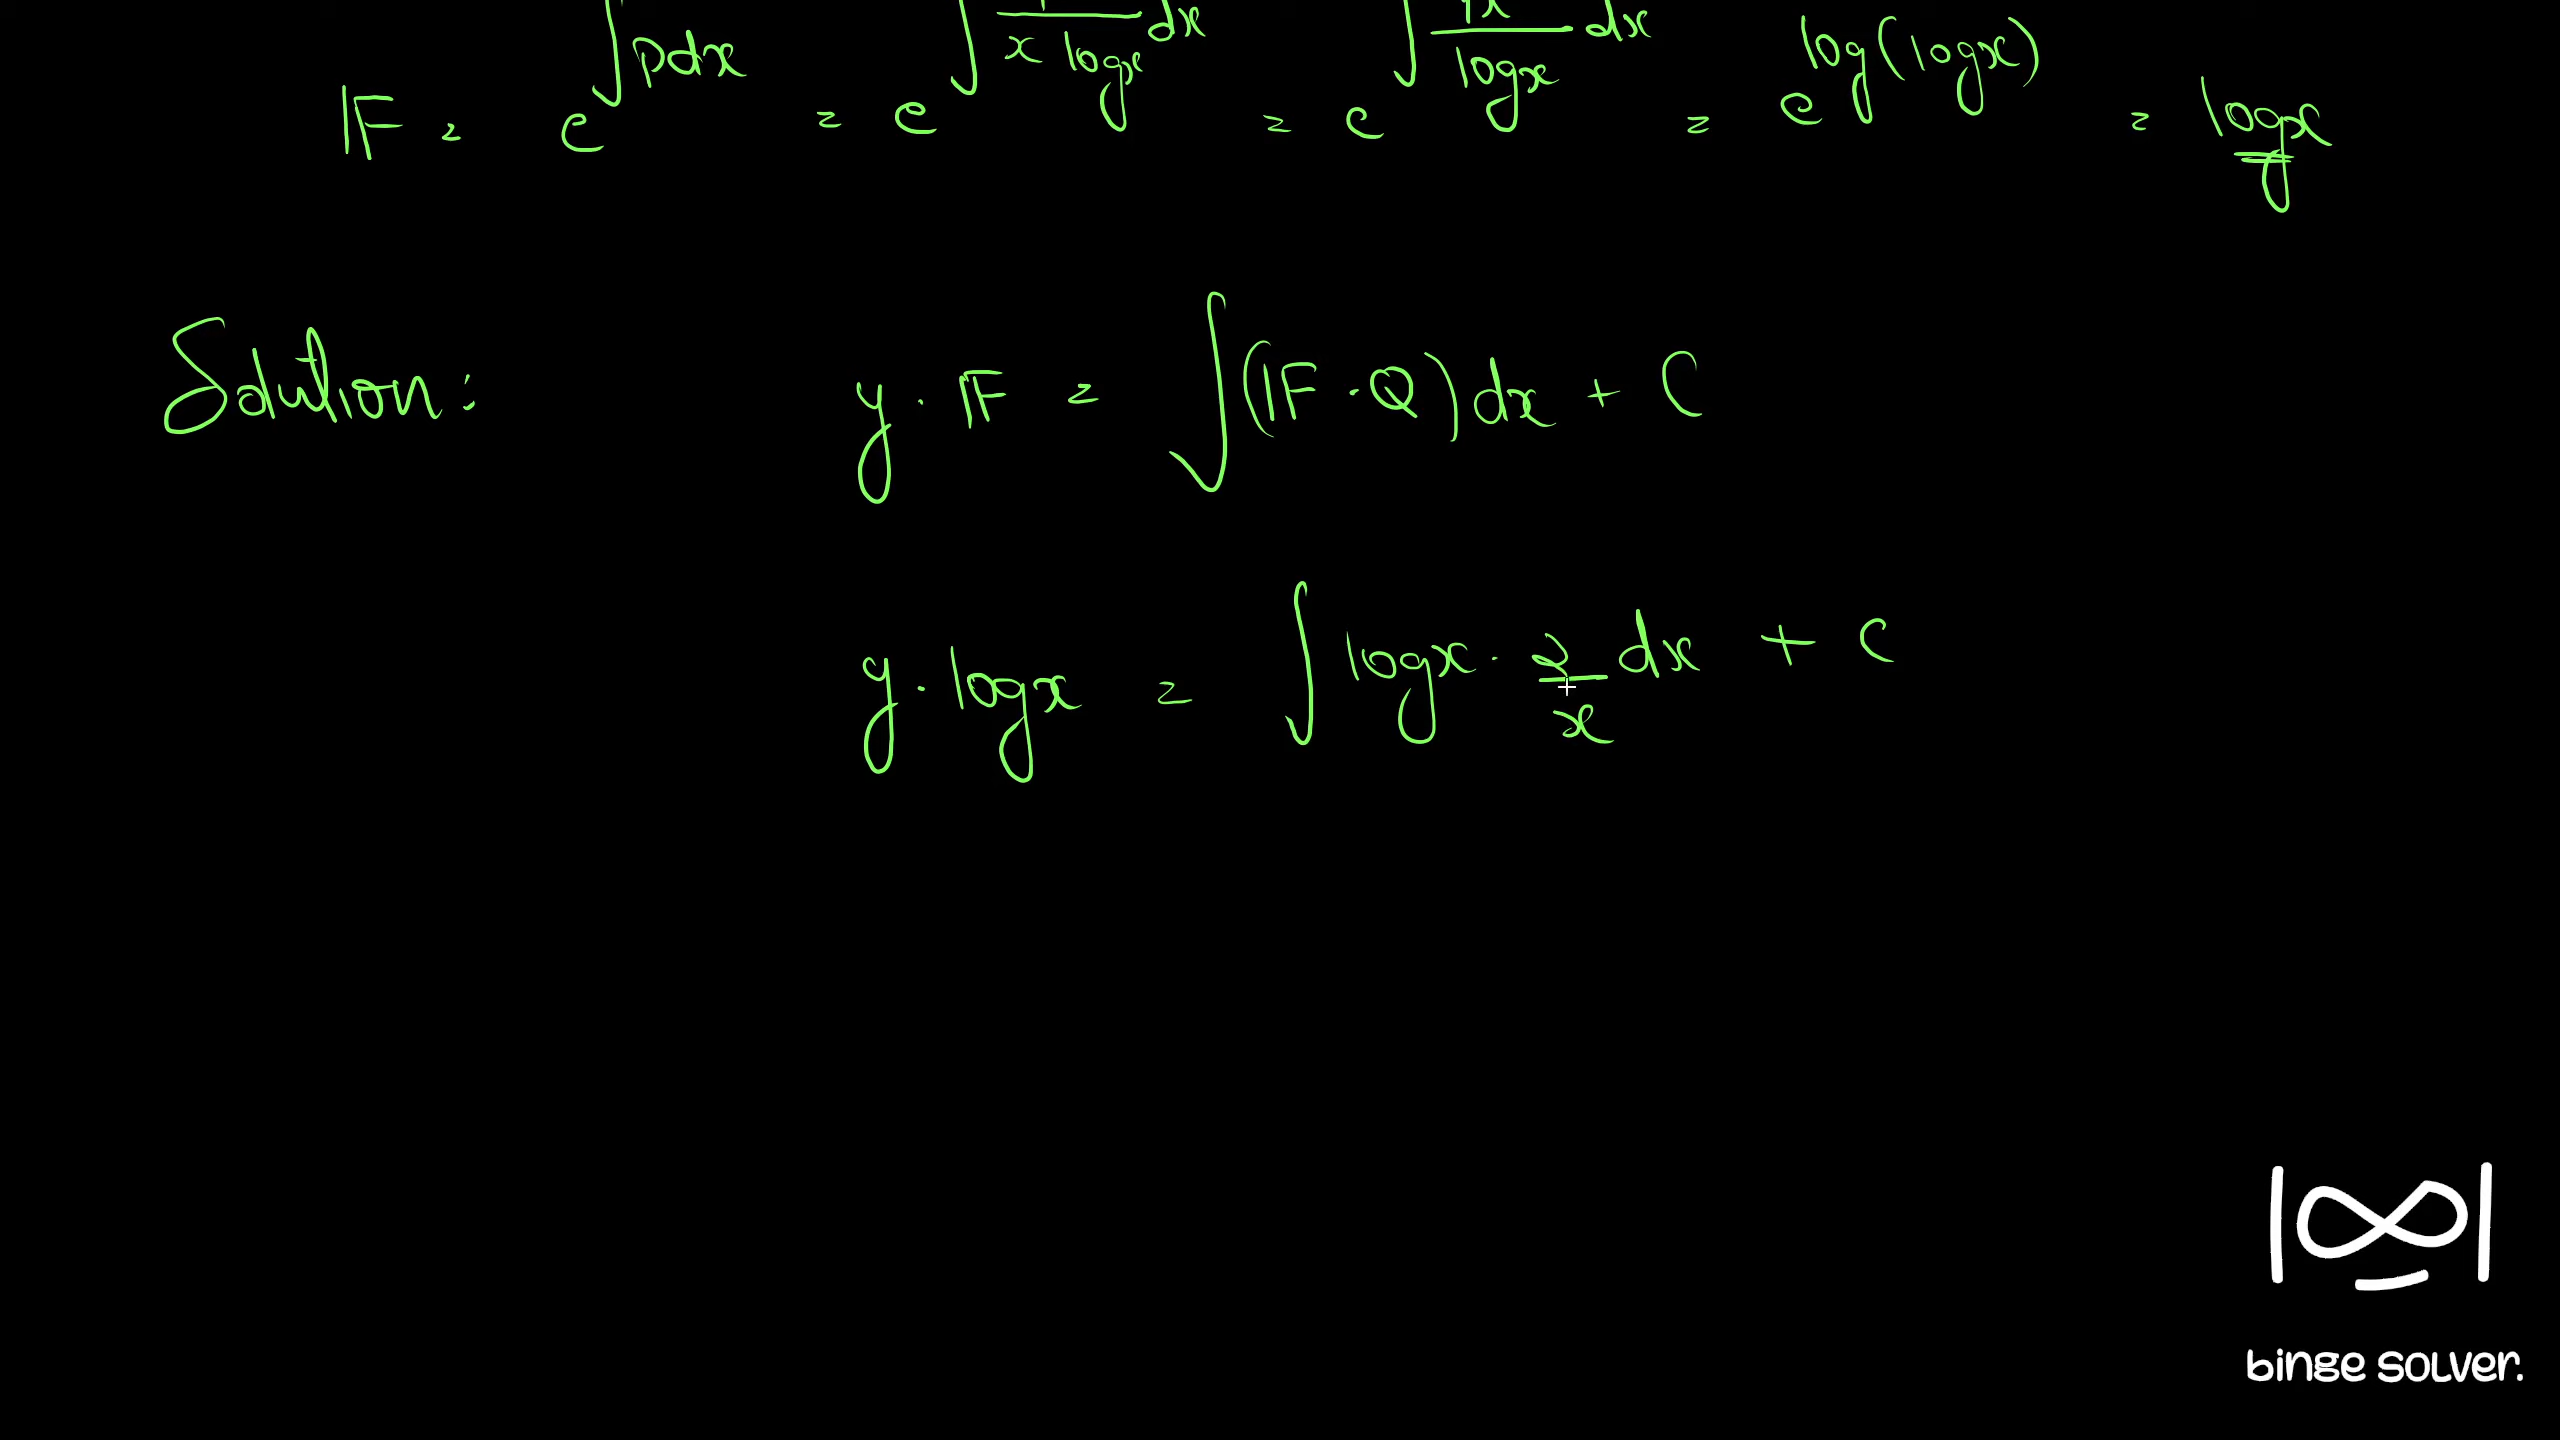 IF = e^∫pdx = e^∫1/(x logx) dx = e^∫(1/x)/(logx) dx = e^log(logx) = logx
Solution: y · IF = ∫(IF · Q)dx + C
y · logx = ∫logx · 2/x dx + C
binge solver.